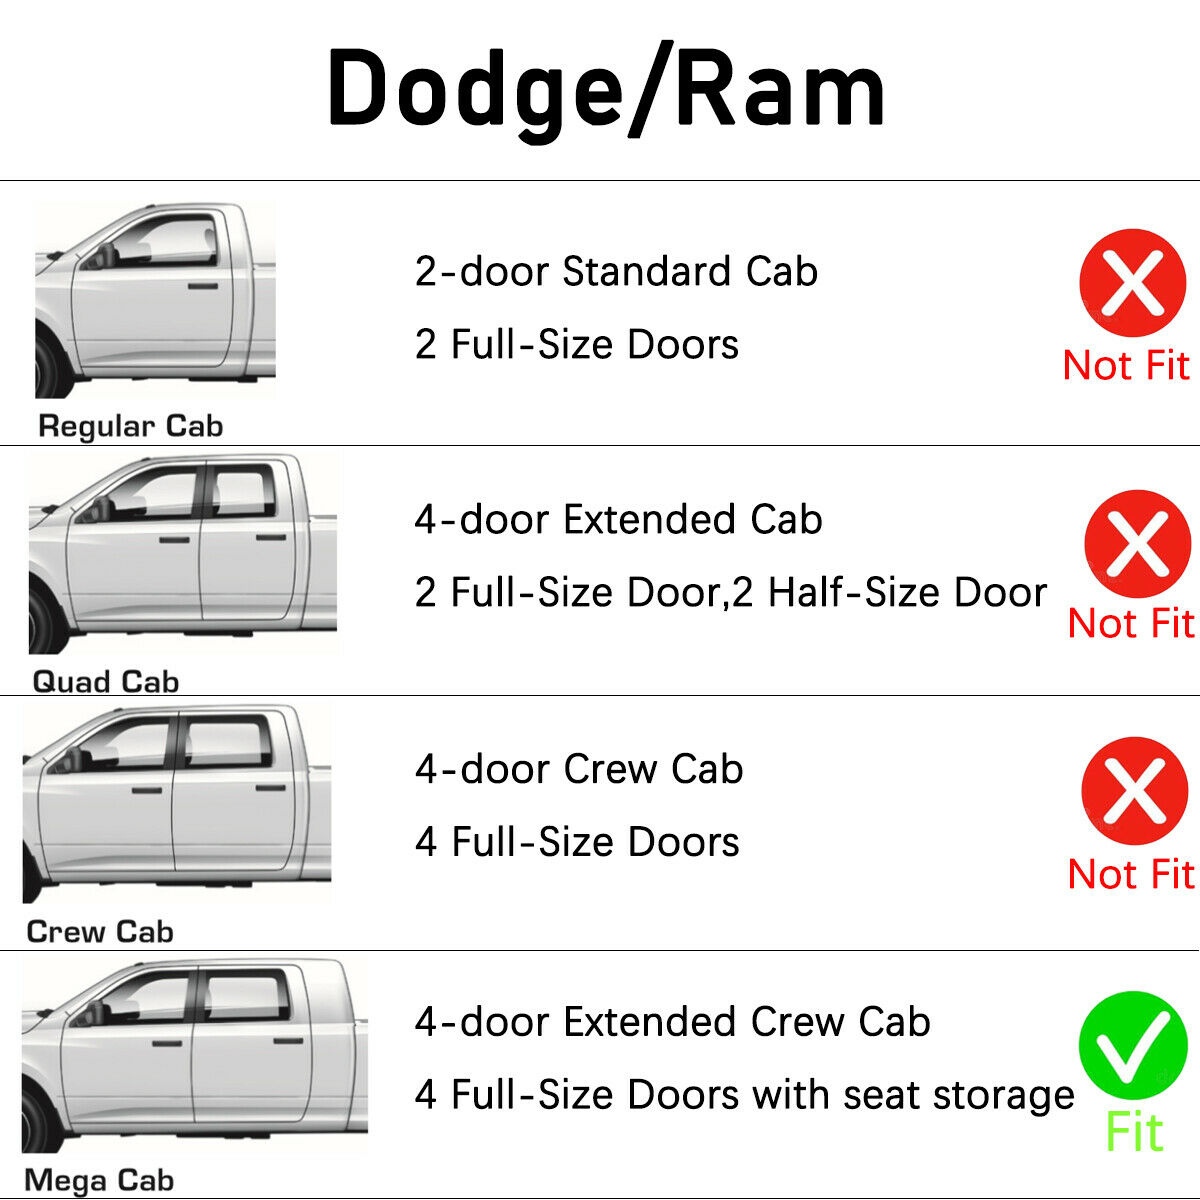 Dodge/Ram
2-door Standard Cab
2 Full-Size Doors
Not Fit
Regular Cab
4-door Extended Cab
2 Full-Size Door,2 Half-Size Door
Not Fit
Quad Cab
4-door Crew Cab
4 Full-Size Doors
Not Fit
Crew Cab
4-door Extended Crew Cab
4 Full-Size Doors with seat storage
Fit
Mega Cab